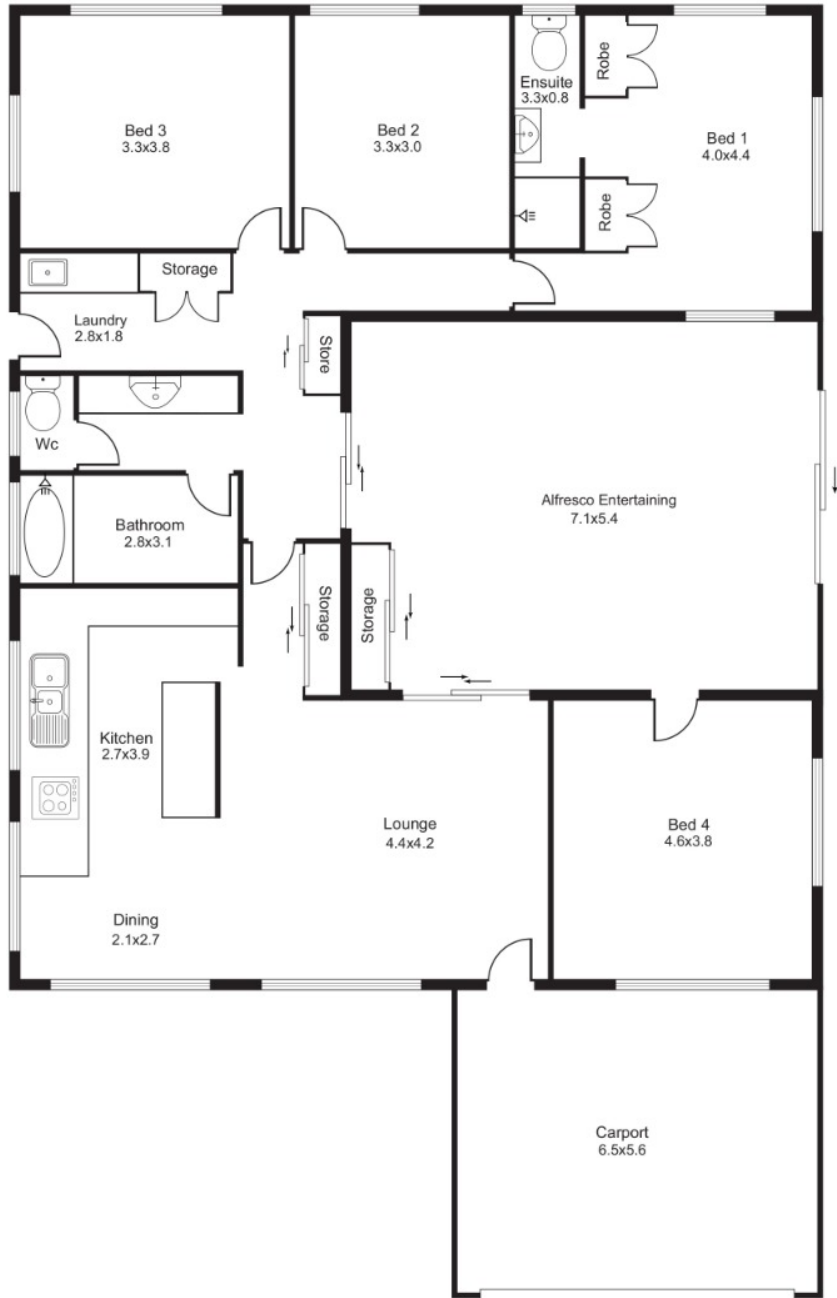 Bed 3
3.3x3.8
Bed 2
3.3x3.0
Ensuite
3.3x0.8
Robe
Bed 1
4.0x4.4
Robe
Storage
Laundry
2.8x1.8
Store
Wc
Bathroom
2.8x3.1
Alfresco Entertaining
7.1x5.4
Storage
Storage
Kitchen
2.7x3.9
Lounge
4.4x4.2
Bed 4
4.6x3.8
Dining
2.1x2.7
Carport
6.5x5.6